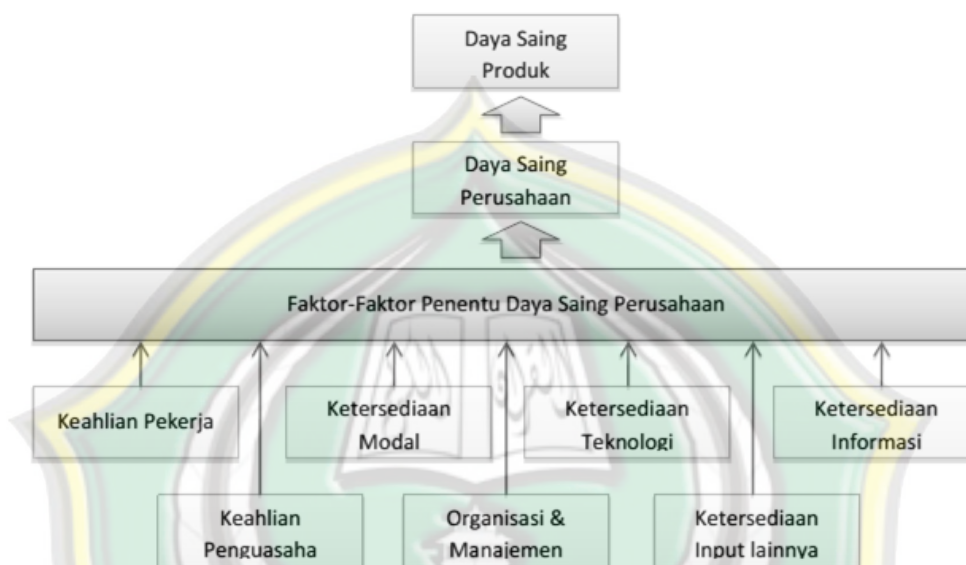 Daya Saing
Produk
Daya Saing
Perusahaan
Faktor-Faktor Penentu Daya Saing Perusahaan
Keahlian Pekerja
Ketersediaan
Modal
Ketersediaan
Teknologi
Ketersediaan
Informasi
Keahlian
Penguasaha
Organisasi &
Manajemen
Ketersediaan
Input lainnya